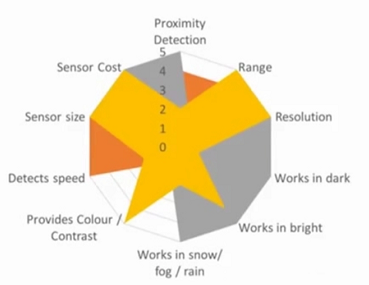 Proximity
Detection
5
4
3
2
1
0
Sensor Cost
Range
Sensor size
Resolution
Detects speed
Works in dark
Provides Colour /
Contrast
Works in bright
Works in snow/
fog / rain